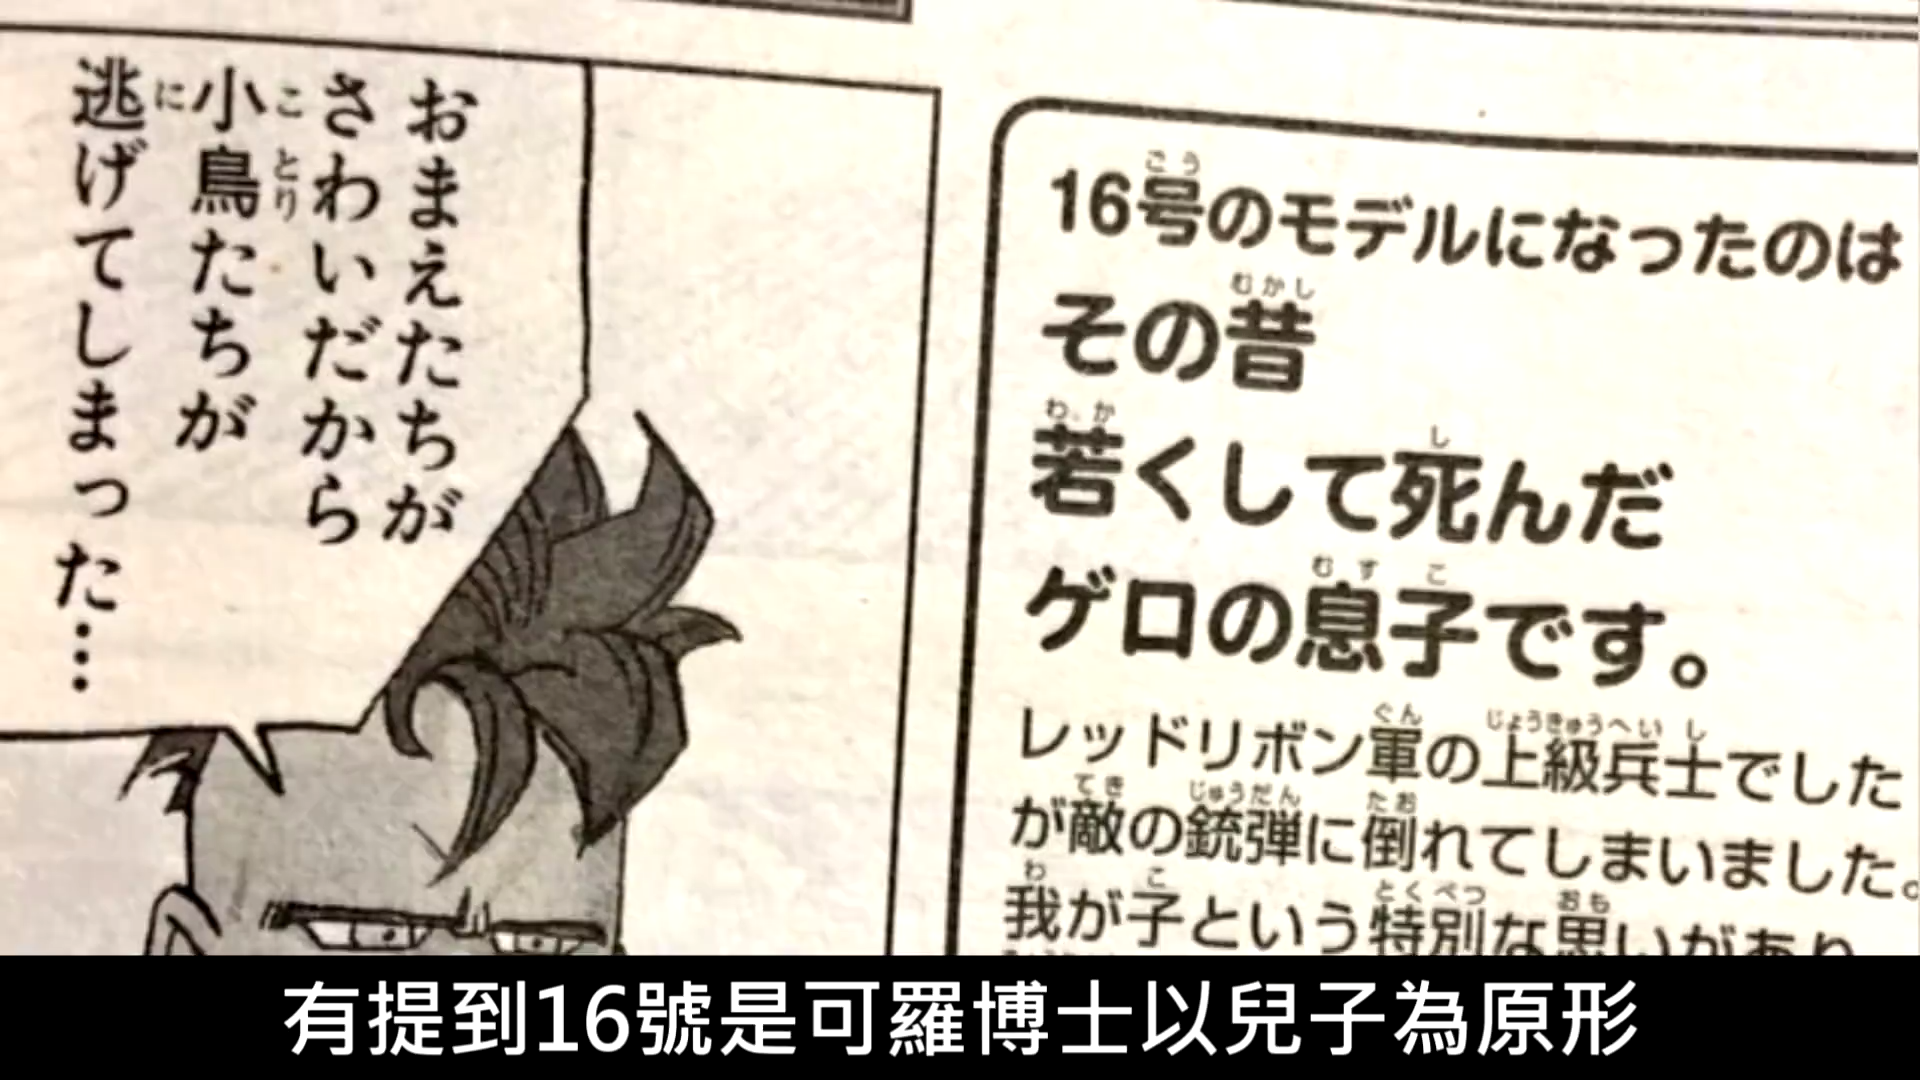 おまえたちが
さわいだから
小鳥たちが
逃げてしまった…
16号のモデルになったのは
その昔
若くして死んだ
ゲロの息子です。
レッドリボン軍の上級兵士でした
が敵の銃弾に倒れてしまいました。
我が子という特別な思いがあり
有提到16號是可羅博士以兒子為原形